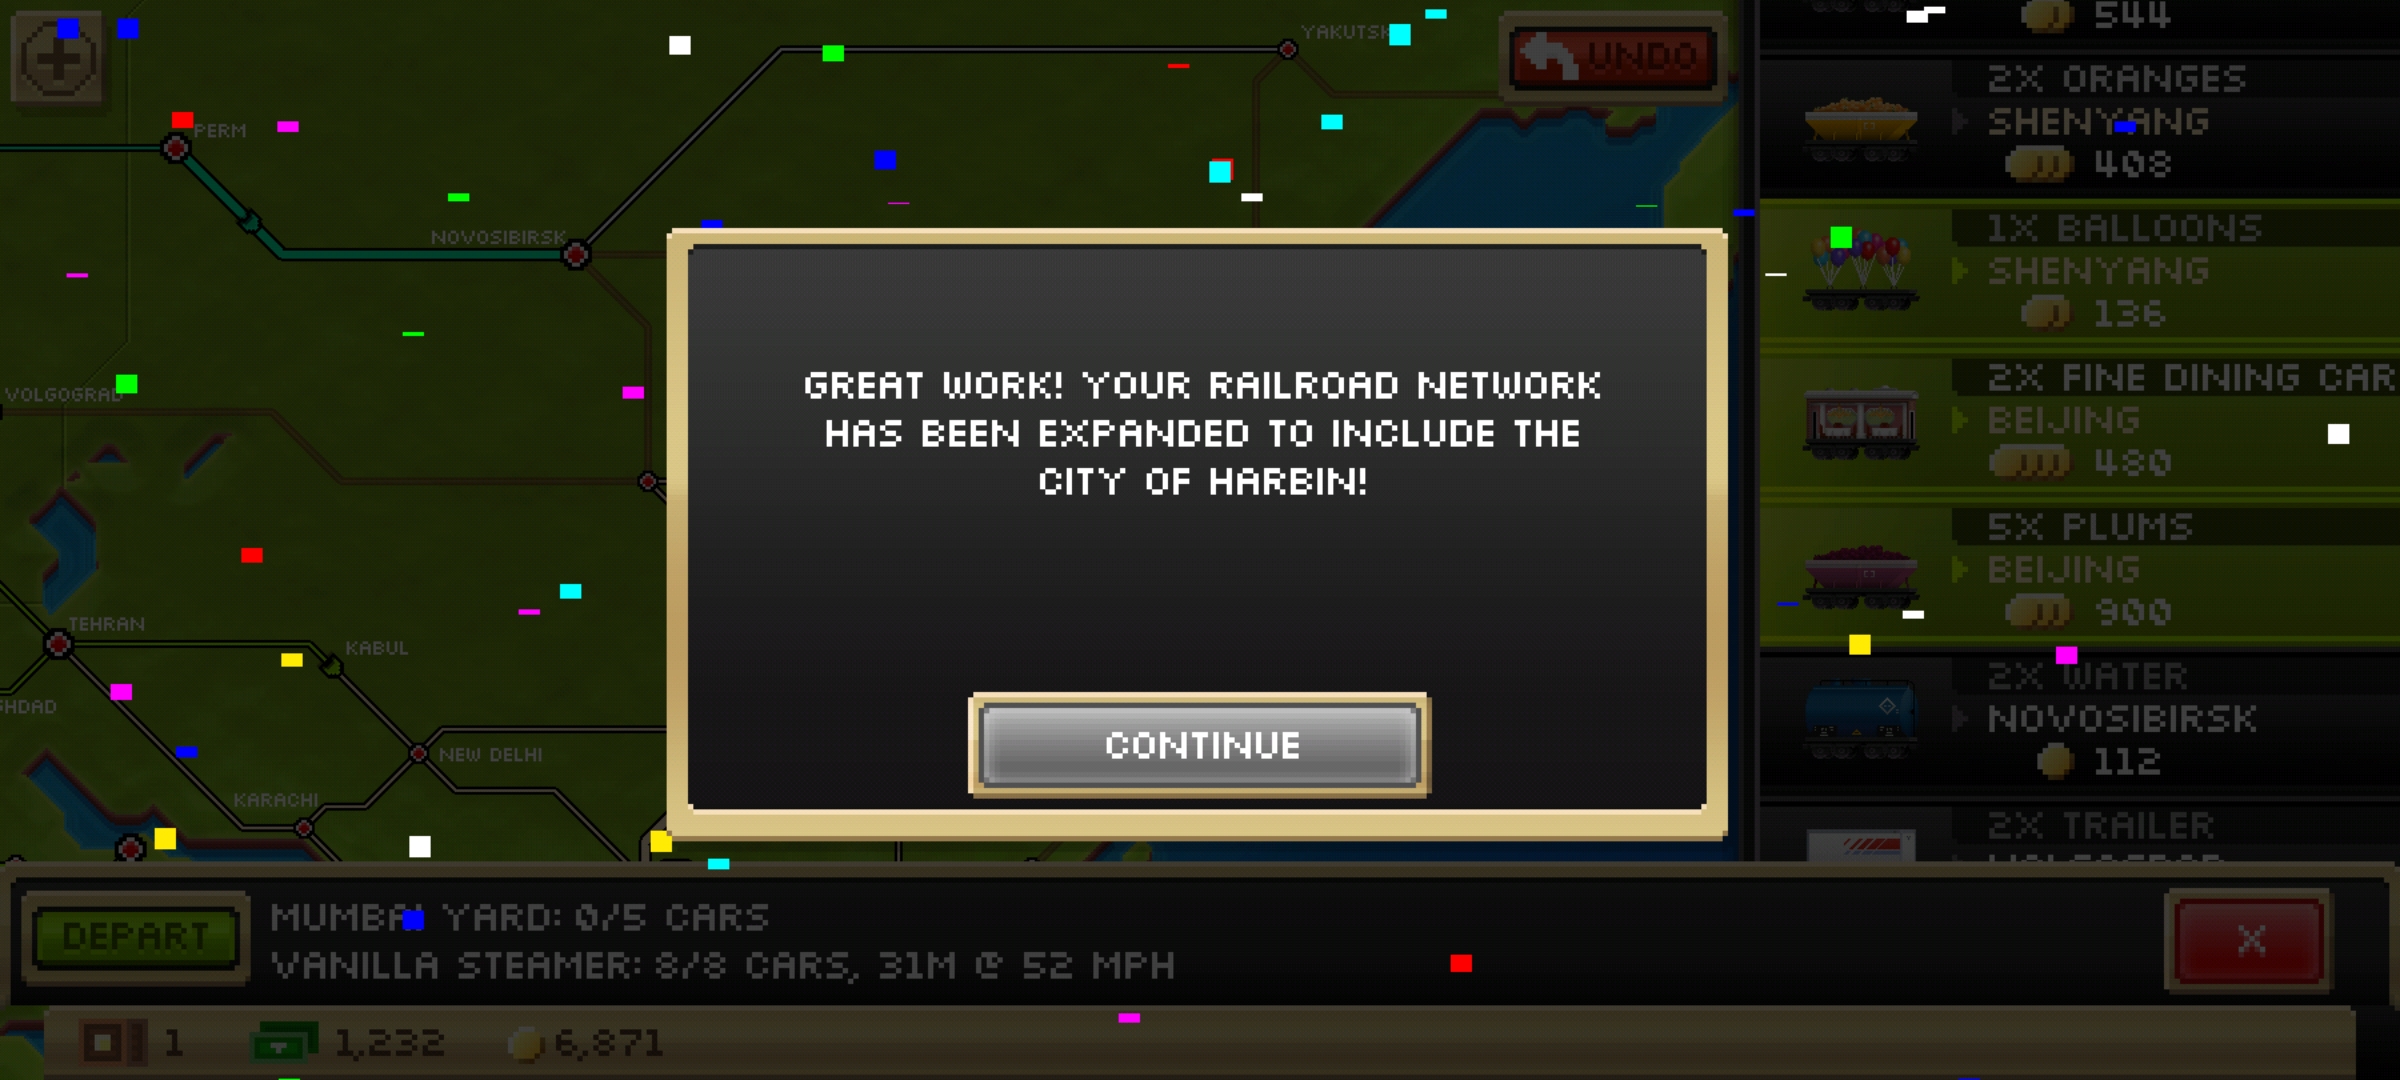 YAKUTSK
UNDO
PERM
NOVOSIBIRSK
VOLGOGRAD
TEHRAN
KABUL
HDAD
NEW DELHI
KARACHI
544
2X ORANGES
SHENYANG
408
1X BALLOONS
SHENYANG
136
2X FINE DINING CAR
BEIJING
480
5X PLUMS
BEIJING
900
2X WATER
NOVOSIBIRSK
112
2X TRAILER
VOLGOGRAD
GREAT WORK! YOUR RAILROAD NETWORK
HAS BEEN EXPANDED TO INCLUDE THE
CITY OF HARBIN!
CONTINUE
DEPART
MUMBAI YARD: 0/5 CARS
VANILLA STEAMER: 8/8 CARS, 31M @ 52 MPH
X
1
1,232
6,871